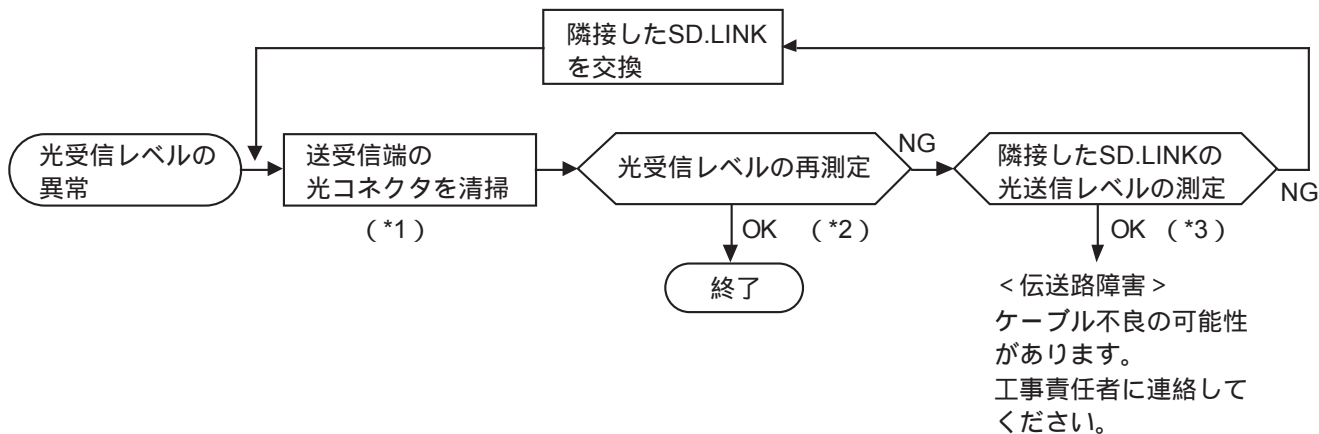 隣接したSD.LINK
を交換
光受信レベルの
異常
送受信端の
光コネクタを清掃
(*1)
光受信レベルの再測定
NG
隣接したSD.LINKの
光送信レベルの測定
NG
OK (*2)
OK (*3)
終了
<伝送路障害>
ケーブル不良の可能性
があります。
工事責任者に連絡して
ください。